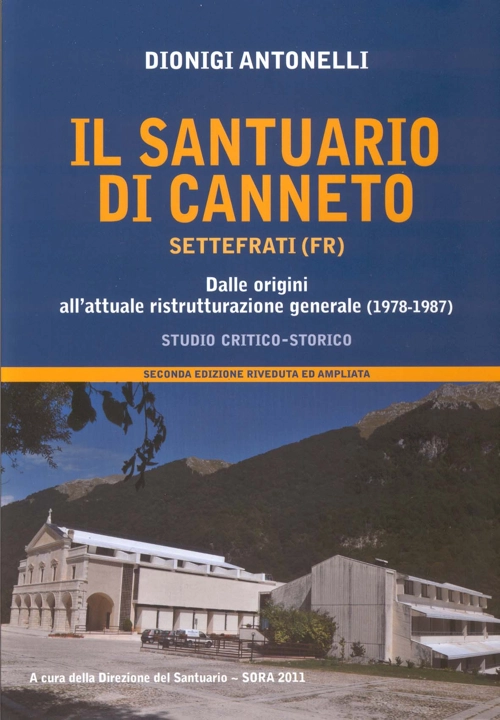 DIONIGI ANTONELLI
IL SANTUARIO
DI CANNETO
SETTEFRATI (FR)
Dalle origini
all'attuale ristrutturazione generale (1978-1987)
STUDIO CRITICO-STORICO
SECONDA EDIZIONE RIVEDUTA ED AMPLIATA
A cura della Direzione del Santuario ~ SORA 2011